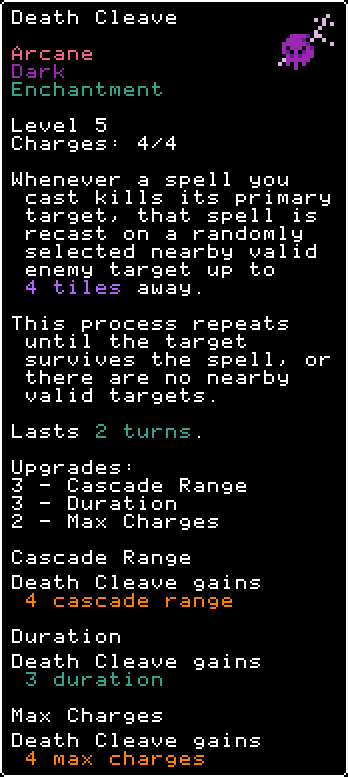 Death Cleave
Arcane
Dark
Enchantment
Level 5
Charges: 4/4
Whenever a spell you
cast kills its primary
target, that spell is
recast on a randomly
selected nearby valid
enemy target up to
4 tiles away.
This process repeats
until the target
survives the spell, or
there are no nearby
valid targets.
Lasts 2 turns.
Upgrades:
3 - Cascade Range
3 - Duration
2 - Max Charges
Cascade Range
Death Cleave gains
4 cascade range
Duration
Death Cleave gains
3 duration
Max Charges
Death Cleave gains
4 max charges